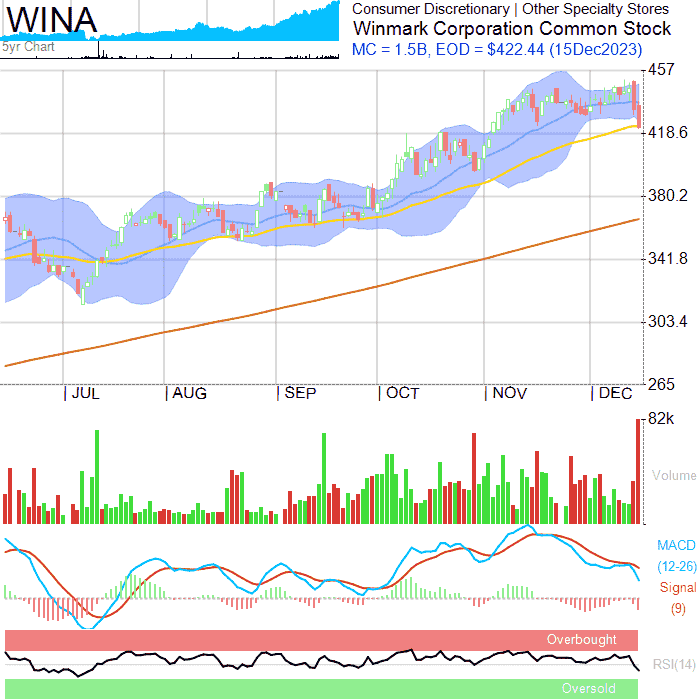 WINA
5yr Chart
Consumer Discretionary | Other Specialty Stores
Winmark Corporation Common Stock
MC = 1.5B, EOD = $422.44 (15Dec2023)
457
418.6
380.2
341.8
303.4
265
| JUL | AUG | SEP | OCT | NOV | DEC
82k
Volume
MACD
(12-26)
Signal
(9)
Overbought
RSI(14)
Oversold